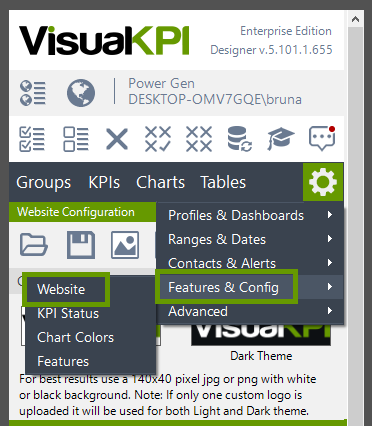 VisualKPI
Enterprise Edition
Designer v.5.101.1.655
Power Gen
DESKTOP-OMV7GQE\bruna
Groups KPIs Charts Tables
Website Configuration
Profiles & Dashboards
Ranges & Dates
Contacts & Alerts
Features & Config
Advanced
Website
KPI Status
Chart Colors
Features
Dark Theme
For best results use a 140x40 pixel jpg or png with white
or black background. Note: If only one custom logo is
uploaded it will be used for both Light and Dark theme.